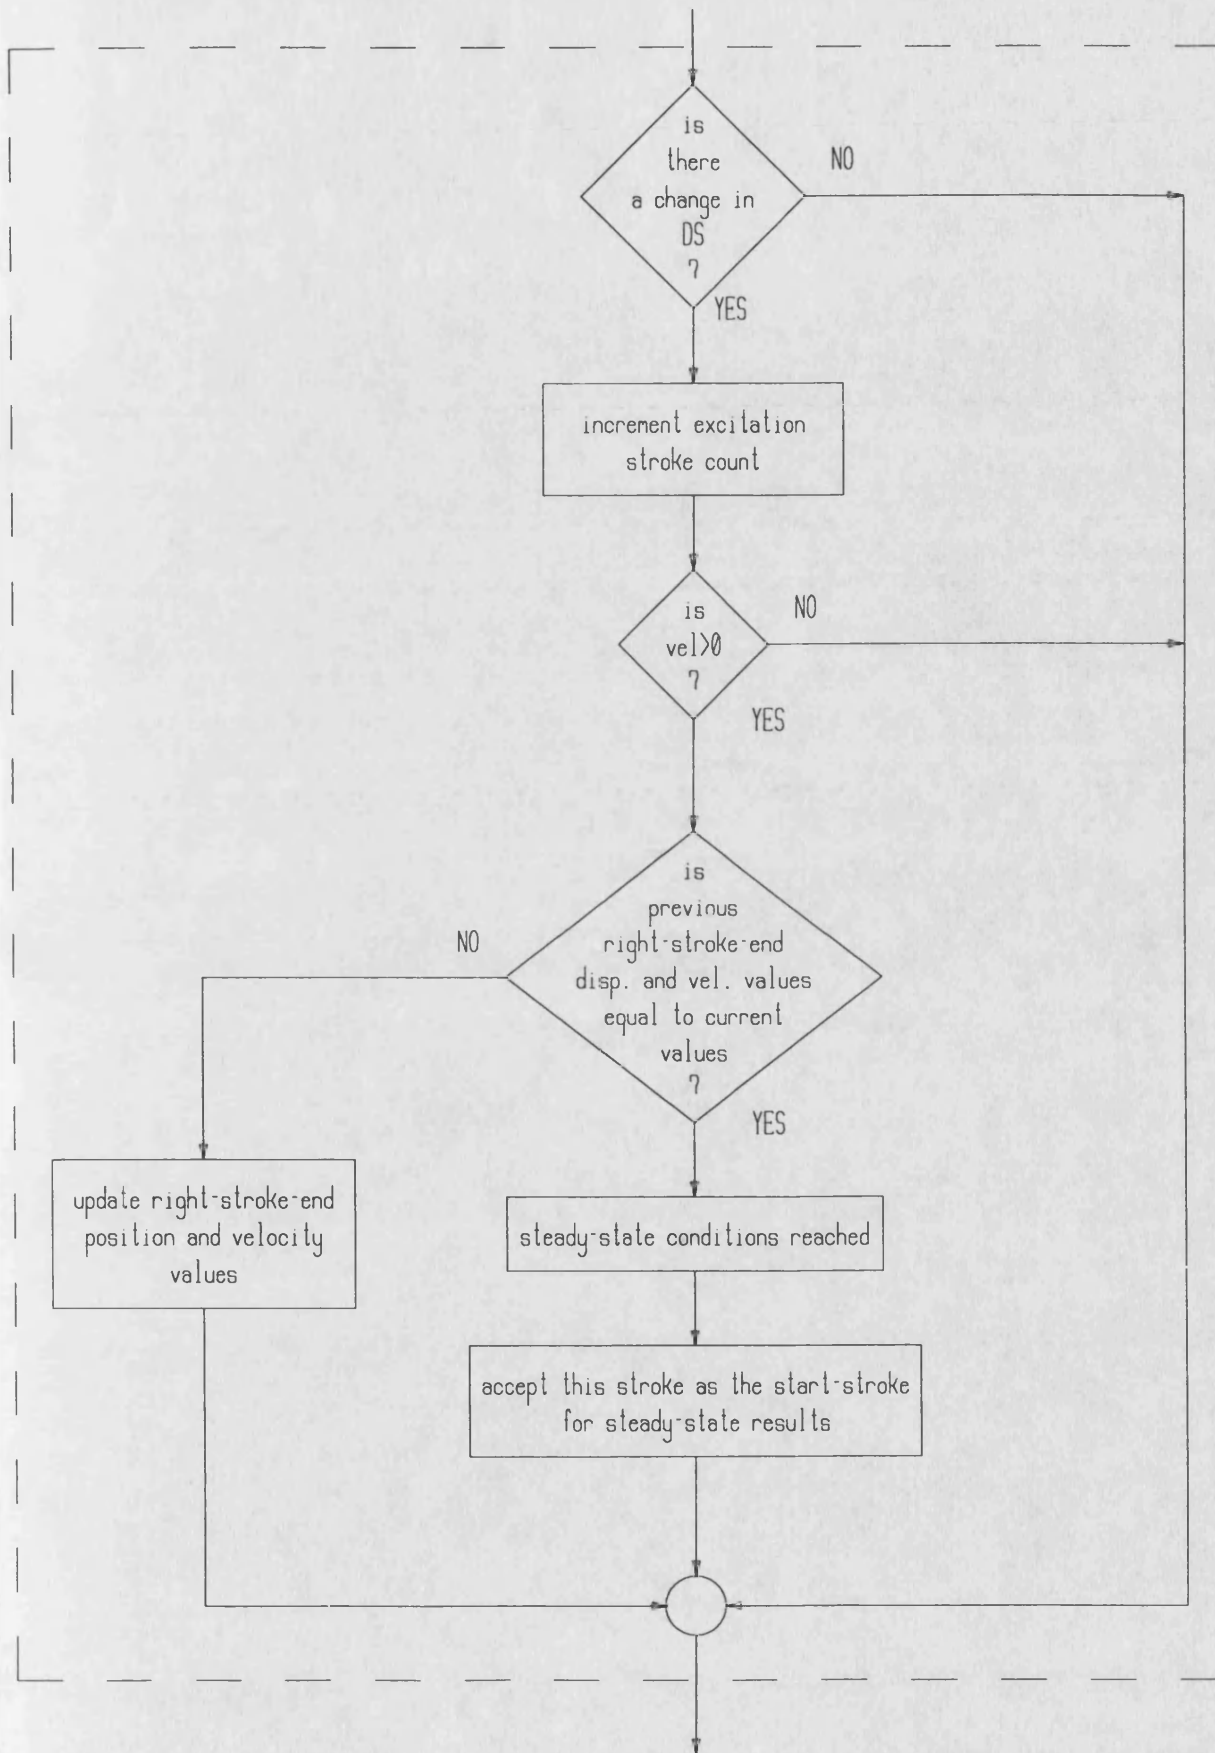 is
there
a change in
DS
?
NO
YES
increment excitation
stroke count
is
vel>0
?
NO
YES
is
previous
right-stroke-end
disp. and vel. values
equal to current
values
?
NO
YES
update right-stroke-end
position and velocity
values
steady-state conditions reached
accept this stroke as the start-stroke
for steady-state results